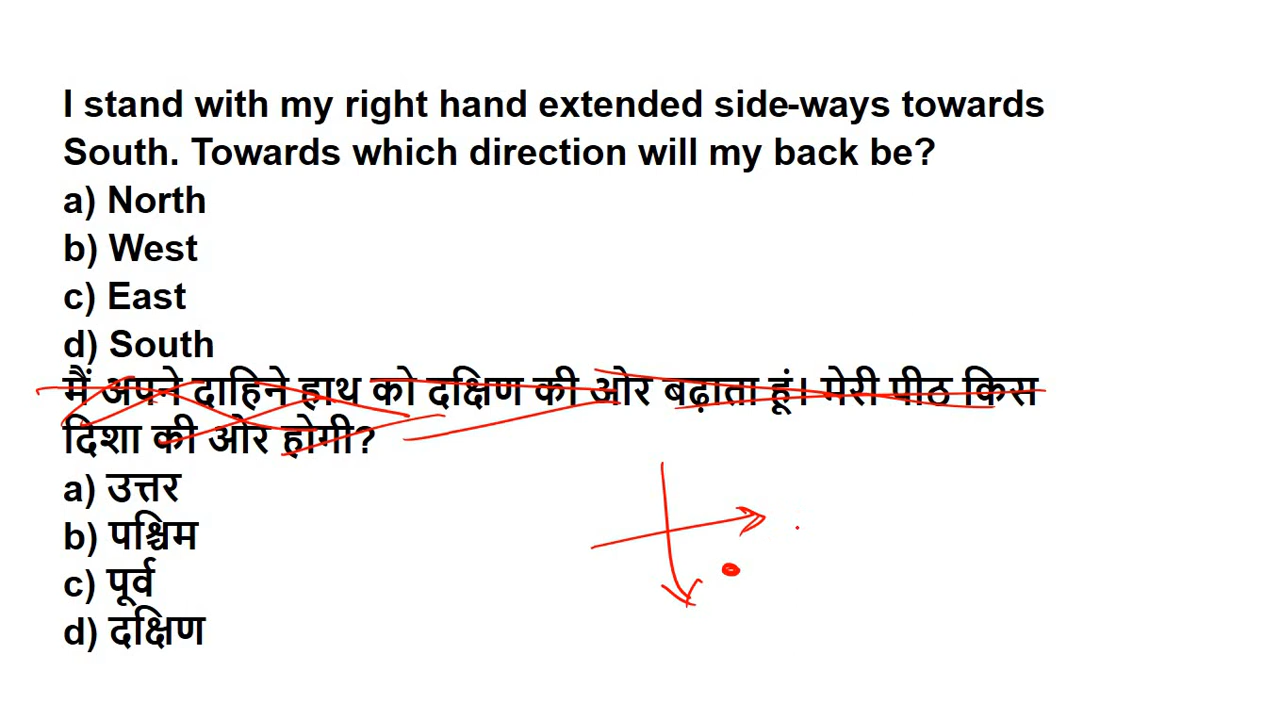 I stand with my right hand extended side-ways towards
South. Towards which direction will my back be?
a) North
b) West
c) East
d) South
मैं अपने दाहिने हाथ को दक्षिण की ओर बढ़ाता हूं। मेरी पीठ किस
दिशा की ओर होगी?
a) उत्तर
b) पश्चिम
c) पूर्व
d) दक्षिण